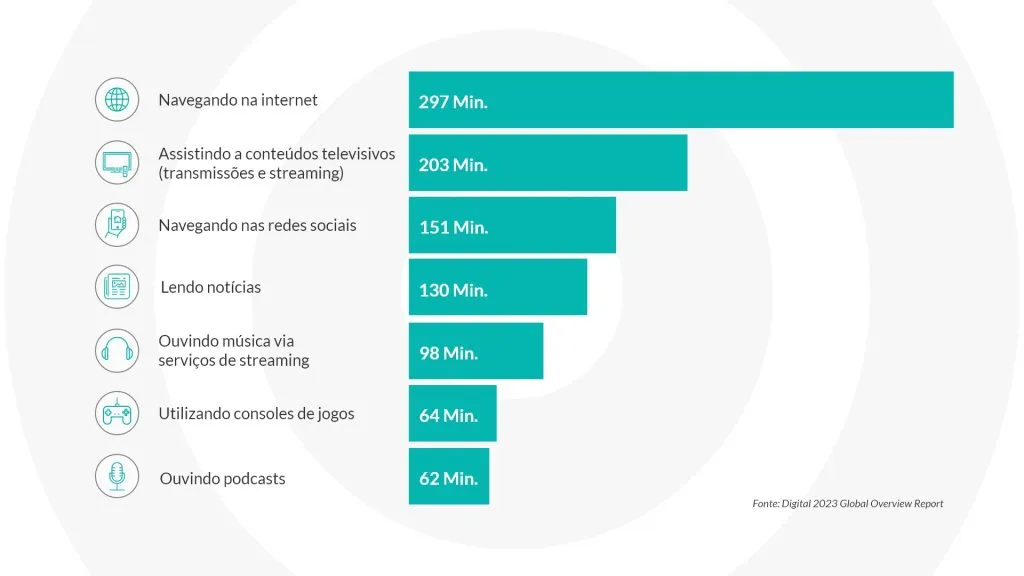 Navegando na internet
297 Min.
Assistindo a conteúdos televisivos
(transmissões e streaming)
203 Min.
Navegando nas redes sociais
151 Min.
Lendo notícias
130 Min.
Ouvindo música via
serviços de streaming
98 Min.
Utilizando consoles de jogos
64 Min.
Ouvindo podcasts
62 Min.
Fonte: Digital 2023 Global Overview Report